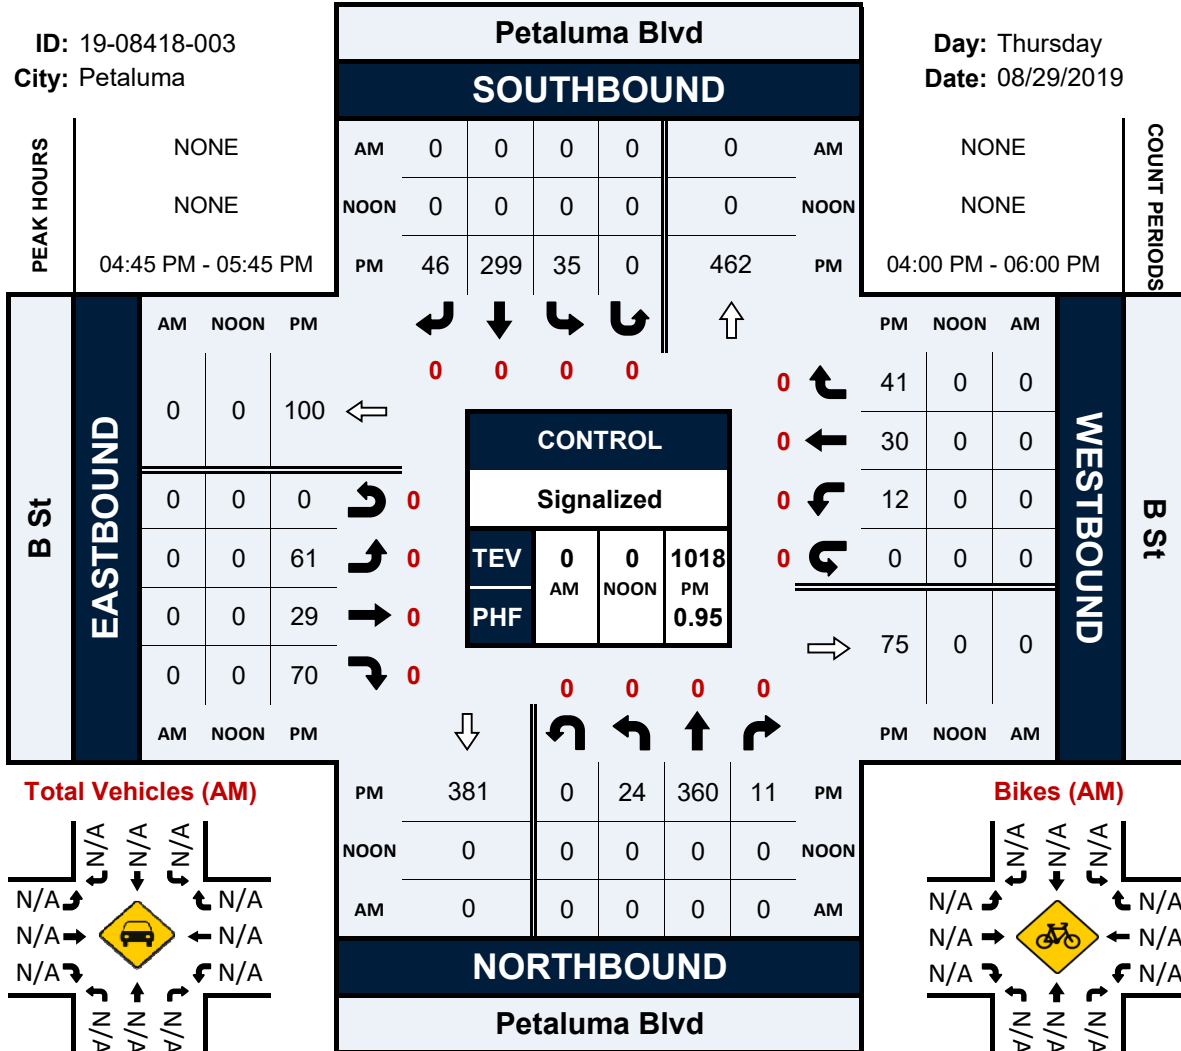 ID: 19-08418-003
City: Petaluma
Petaluma Blvd
SOUTHBOUND
Day: Thursday
Date: 08/29/2019
PEAK HOURS
NONE
NONE
04:45 PM - 05:45 PM
AM 0 0 0 0 0 AM
NOON 0 0 0 0 0 NOON
PM 46 299 35 0 462 PM
NONE
NONE
04:00 PM - 06:00 PM
COUNT PERIODS
0 0 0 0
B St
EASTBOUND
AM NOON PM
0 0 100
0 0 0 0
0 0 61 0
0 0 29 0
0 0 70 0
AM NOON PM
CONTROL
Signalized
TEV 0 0 1018
AM NOON PM
PHF 0.95
PM NOON AM
0 41 0 0
0 30 0 0
0 12 0 0
0 0 0 0
75 0 0
PM NOON AM
WESTBOUND
B St
0 0 0 0
PM 381 0 24 360 11 PM
NOON 0 0 0 0 0 NOON
AM 0 0 0 0 0 AM
NORTHBOUND
Petaluma Blvd
Total Vehicles (AM)
N/A N/A N/A
N/A N/A
N/A N/A
N/A N/A
N/A N/A N/A
Bikes (AM)
N/A N/A N/A
N/A N/A
N/A N/A
N/A N/A
N/A N/A N/A